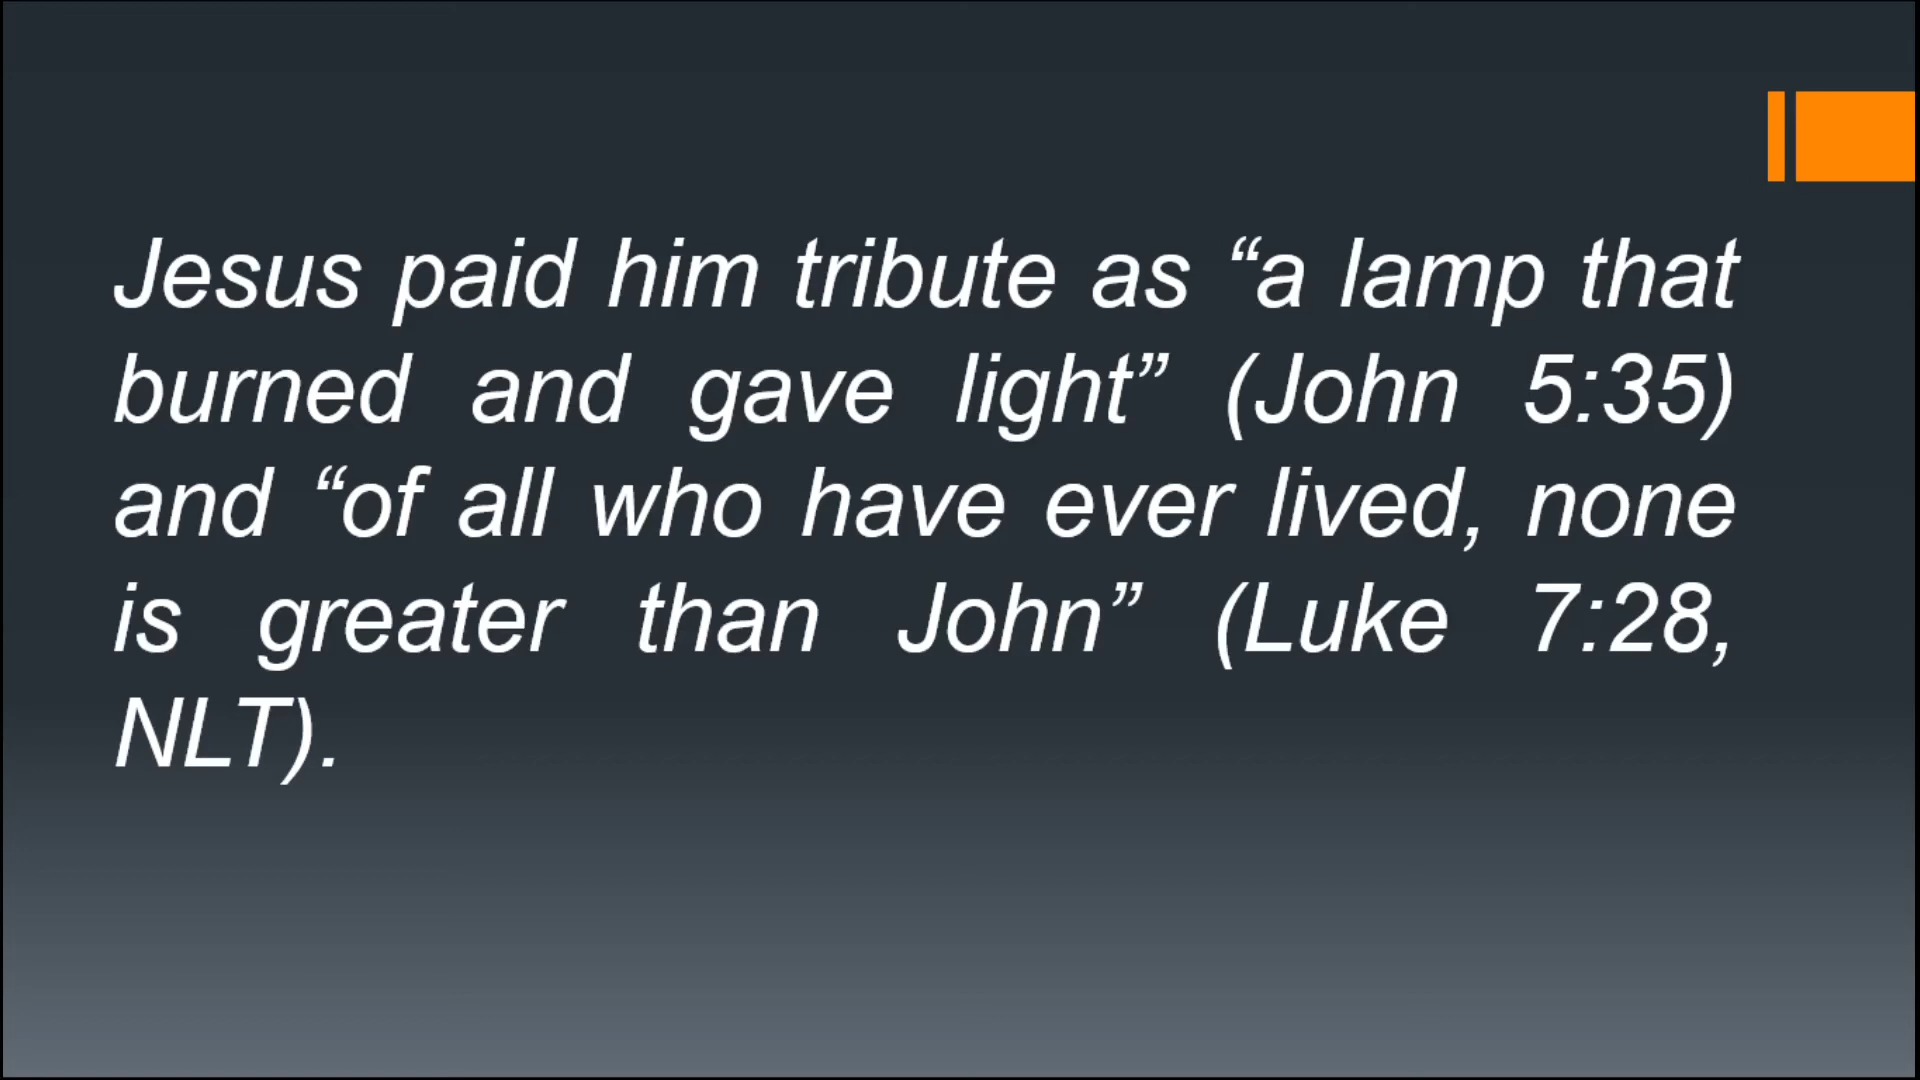 Jesus paid him tribute as “a lamp that
burned and gave light” (John 5:35)
and “of all who have ever lived, none
is greater than John” (Luke 7:28,
NLT).